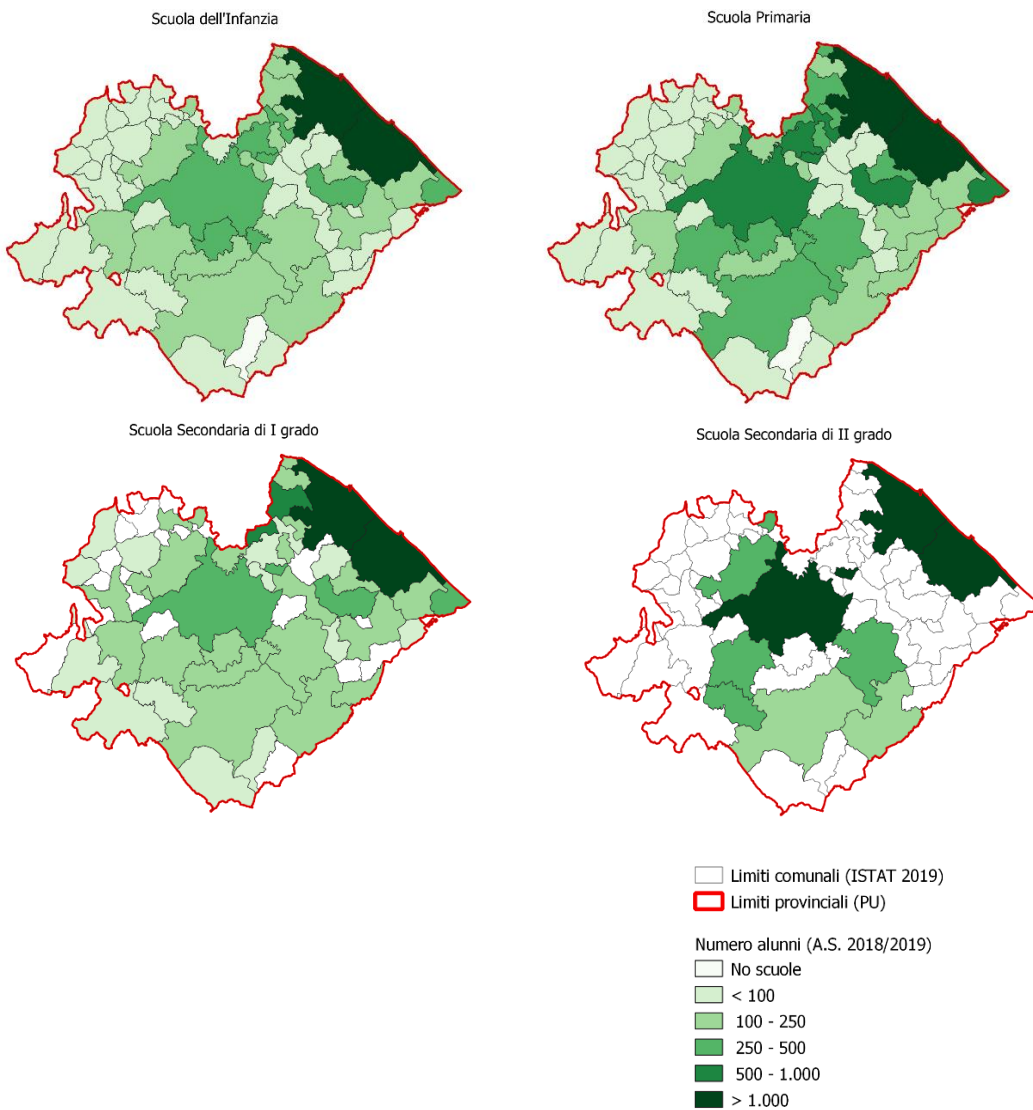 Scuola dell'Infanzia
Scuola Primaria
Scuola Secondaria di I grado
Scuola Secondaria di II grado
Limiti comunali (ISTAT 2019)
Limiti provinciali (PU)
Numero alunni (A.S. 2018/2019)
No scuole
< 100
100 - 250
250 - 500
500 - 1.000
> 1.000